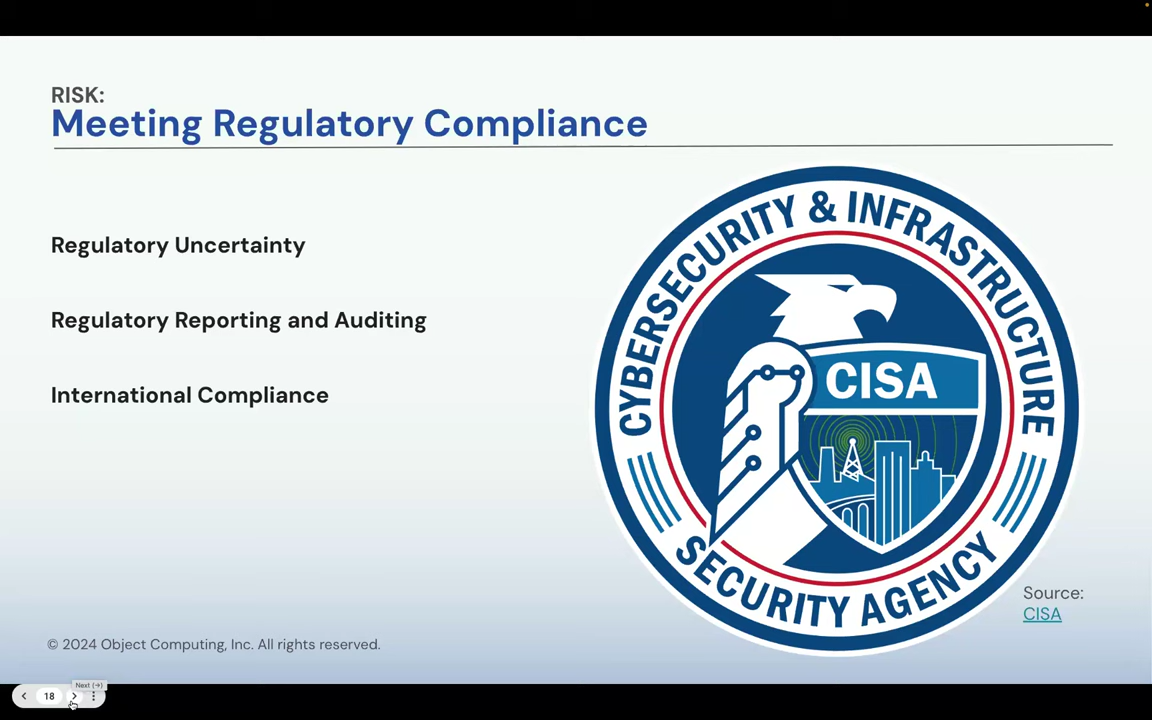 RISK:
Meeting Regulatory Compliance
Regulatory Uncertainty
Regulatory Reporting and Auditing
International Compliance
CYBERSECURITY & INFRASTRUCTURE
CISA
SECURITY AGENCY
Source:
CISA
© 2024 Object Computing, Inc. All rights reserved.
Next (→)
18